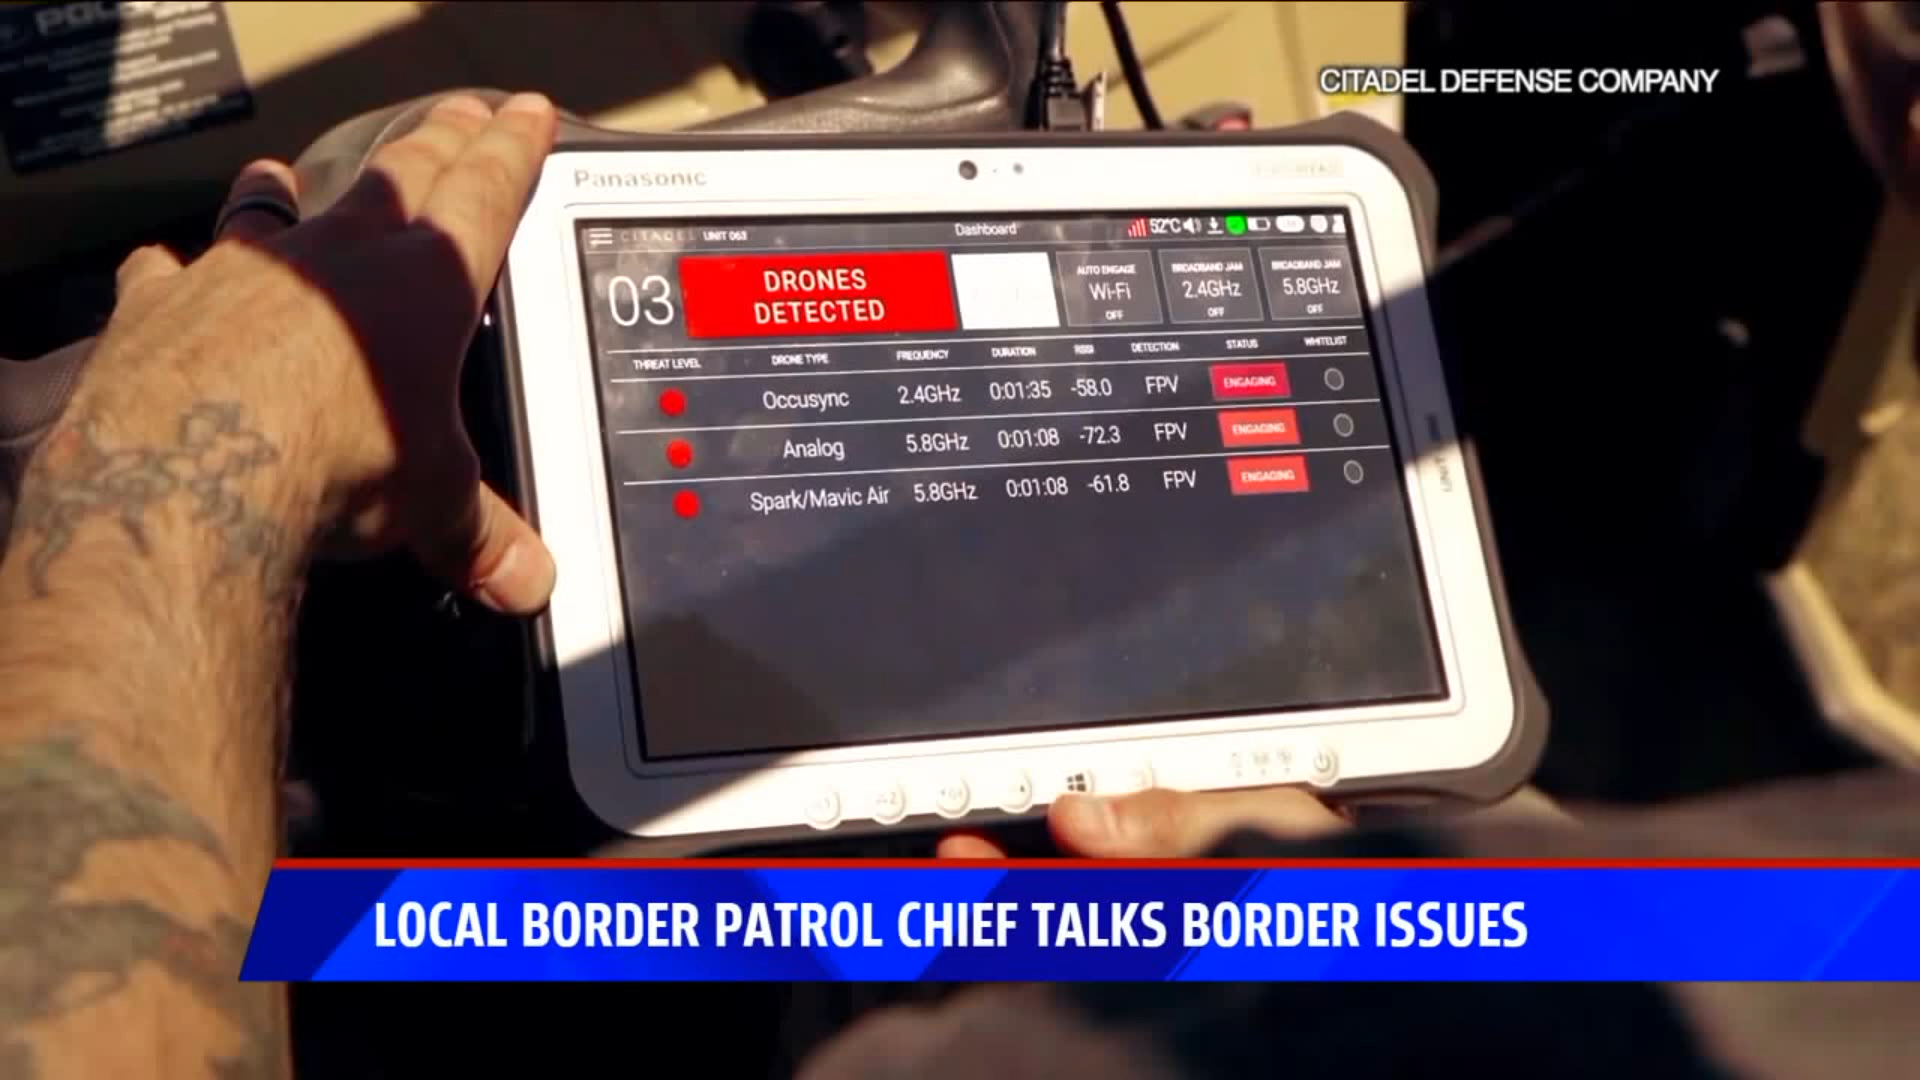 CITADEL DEFENSE COMPANY
Panasonic
CITADEL UNIT 063
Dashboard
52°C
03
DRONES
DETECTED
AUTO ENGAGE
Wi-Fi
OFF
BROADBAND JAM
2.4GHz
OFF
BROADBAND JAM
5.8GHz
OFF
THREAT LEVEL DRONE TYPE FREQUENCY DURATION RSSI DETECTION STATUS WHITELIST
Occusync 2.4GHz 0:01:35 -58.0 FPV ENGAGING
Analog 5.8GHz 0:01:08 -72.3 FPV ENGAGING
Spark/Mavic Air 5.8GHz 0:01:08 -61.8 FPV ENGAGING
LOCAL BORDER PATROL CHIEF TALKS BORDER ISSUES